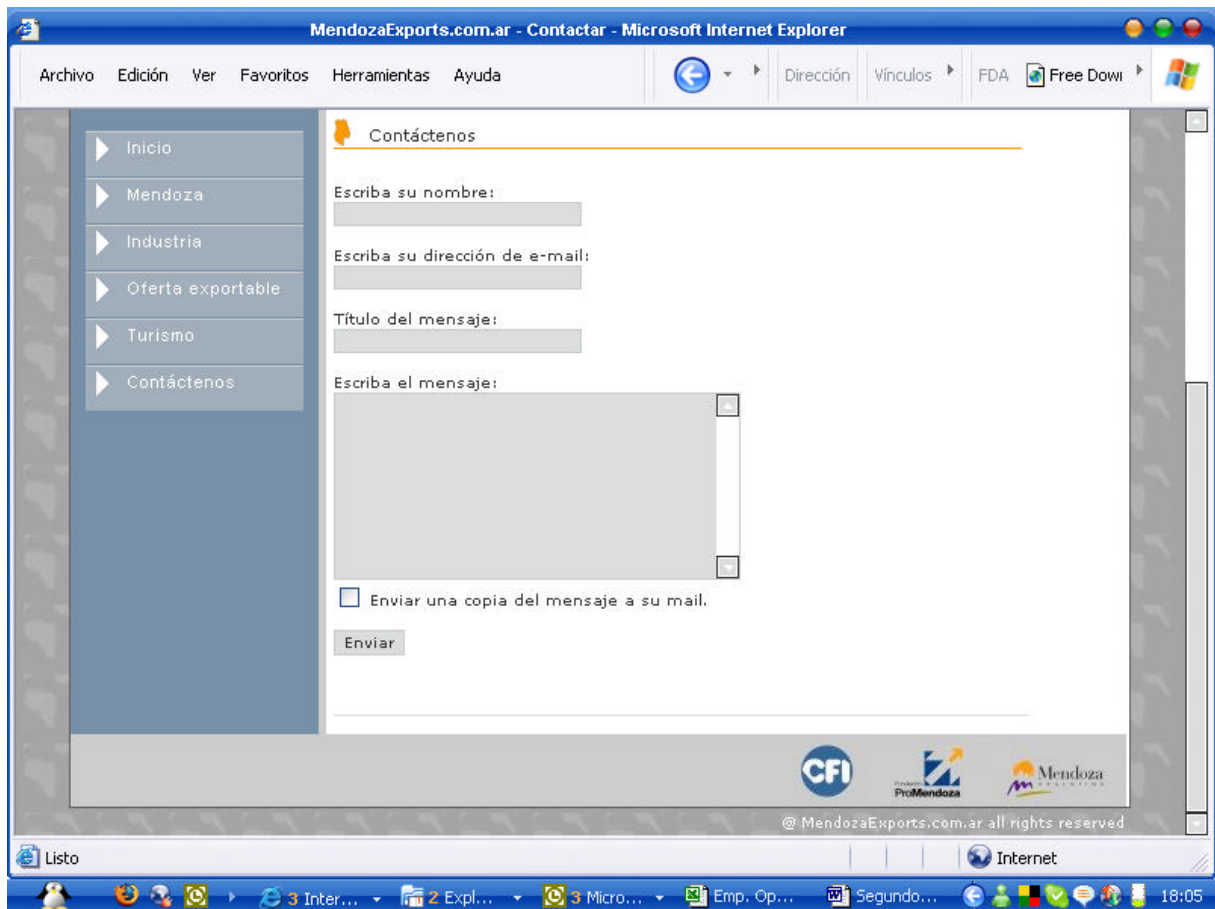 MendozaExports.com.ar - Contactar - Microsoft Internet Explorer
Archivo Edición Ver Favoritos Herramientas Ayuda Dirección Vínculos FDA Free Dowi
Inicio
Mendoza
Industria
Oferta exportable
Turismo
Contáctenos
Contáctenos
Escriba su nombre:
Escriba su dirección de e-mail:
Título del mensaje:
Escriba el mensaje:
Enviar una copia del mensaje a su mail.
Enviar
CFI
ProMendoza
Mendoza
@ MendozaExports.com.ar all rights reserved
Listo Internet
3 Inter... 2 Expl... 3 Micro... Emp. Op... Segundo... 18:05